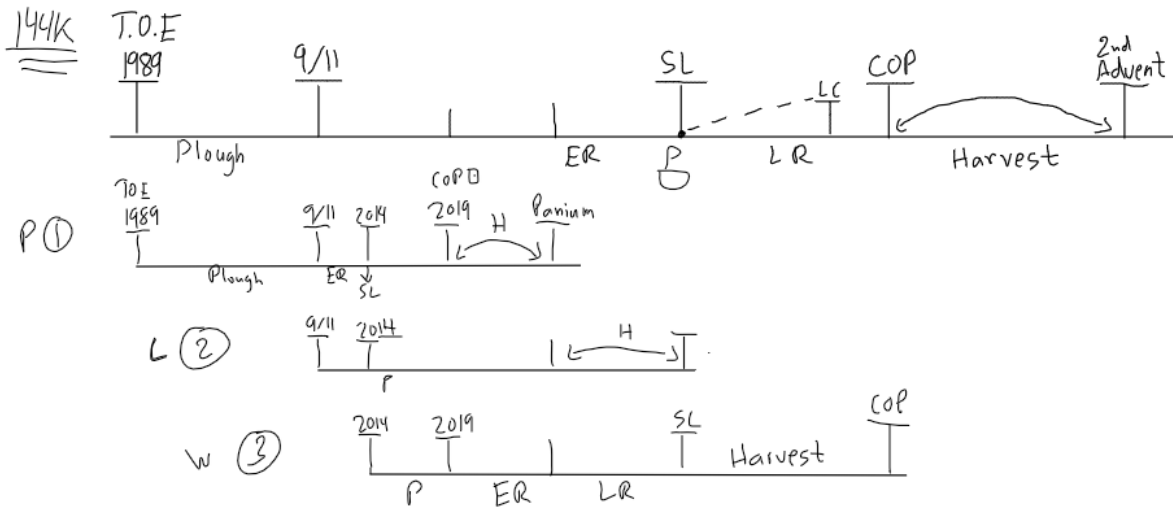 144K T.O.E
1989 9/11 SL LC COP 2nd Advent
Plough ER P LR Harvest
P ① TOE 1989 9/11 2014 COP 2019 H Panium
Plough ER SL
L ② 9/11 2014 H
P
W ③ 2014 2019 SL Harvest COP
P ER LR